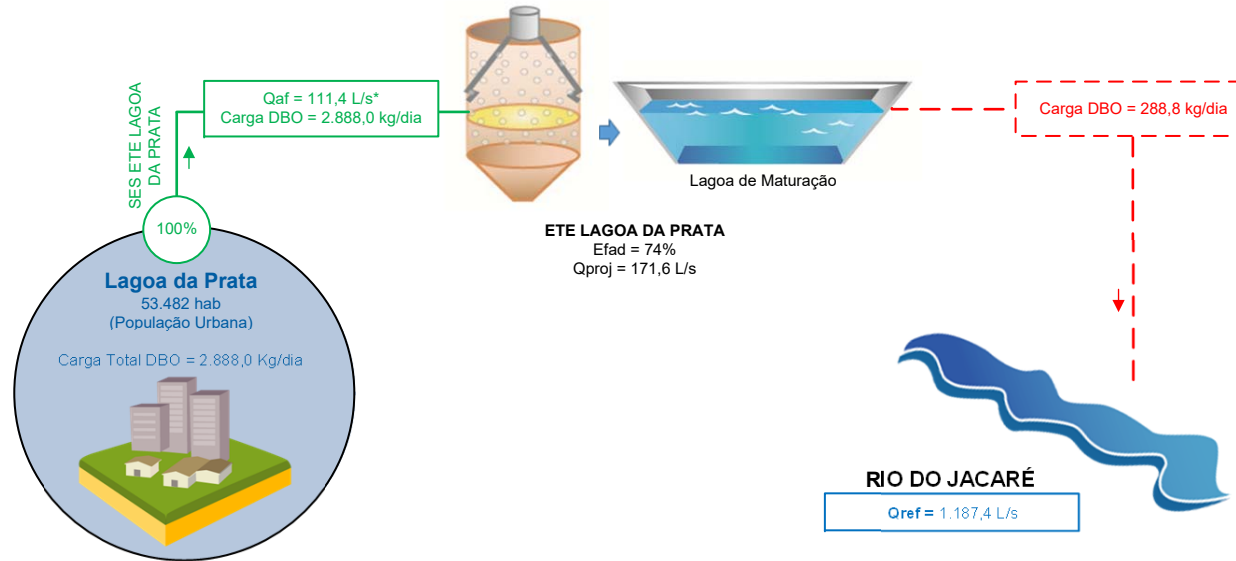 SES ETE LAGOA
DA PRATA
Qaf = 111,4 L/s*
Carga DBO = 2.888,0 kg/dia
100%
Lagoa da Prata
53.482 hab
(População Urbana)
Carga Total DBO = 2.888,0 Kg/dia
Lagoa de Maturação
ETE LAGOA DA PRATA
Efad = 74%
Qproj = 171,6 L/s
Carga DBO = 288,8 kg/dia
RIO DO JACARÉ
Qref = 1.187,4 L/s